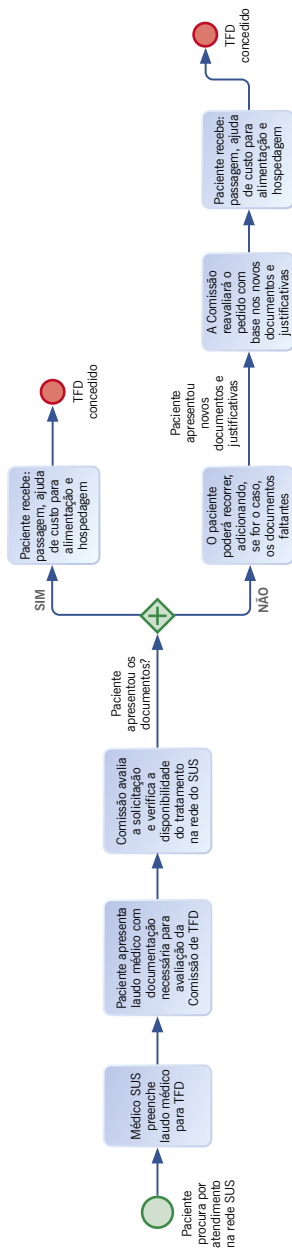 Paciente
procura por
atendimento
na rede SUS
Médico SUS
preenche
laudo médico
para TFD
Paciente apresenta
laudo médico com
documentação
necessária para
avaliação da
Comissão de TFD
Comissão avalia
a solicitação
e verifica a
disponibilidade
do tratamento
na rede do SUS
Paciente
apresentou os
documentos?
SIM
Paciente recebe:
passagem, ajuda
de custo para
alimentação e
hospedagem
TFD
concedido
NÃO
O paciente
poderá recorrer,
adicionando,
se for o caso,
os documentos
faltantes
Paciente
apresentou
novos
documentos e
justificativas
A Comissão
reavaliará o
pedido com
base nos novos
documentos e
justificativas
Paciente recebe:
passagem, ajuda
de custo para
alimentação e
hospedagem
TFD
concedido